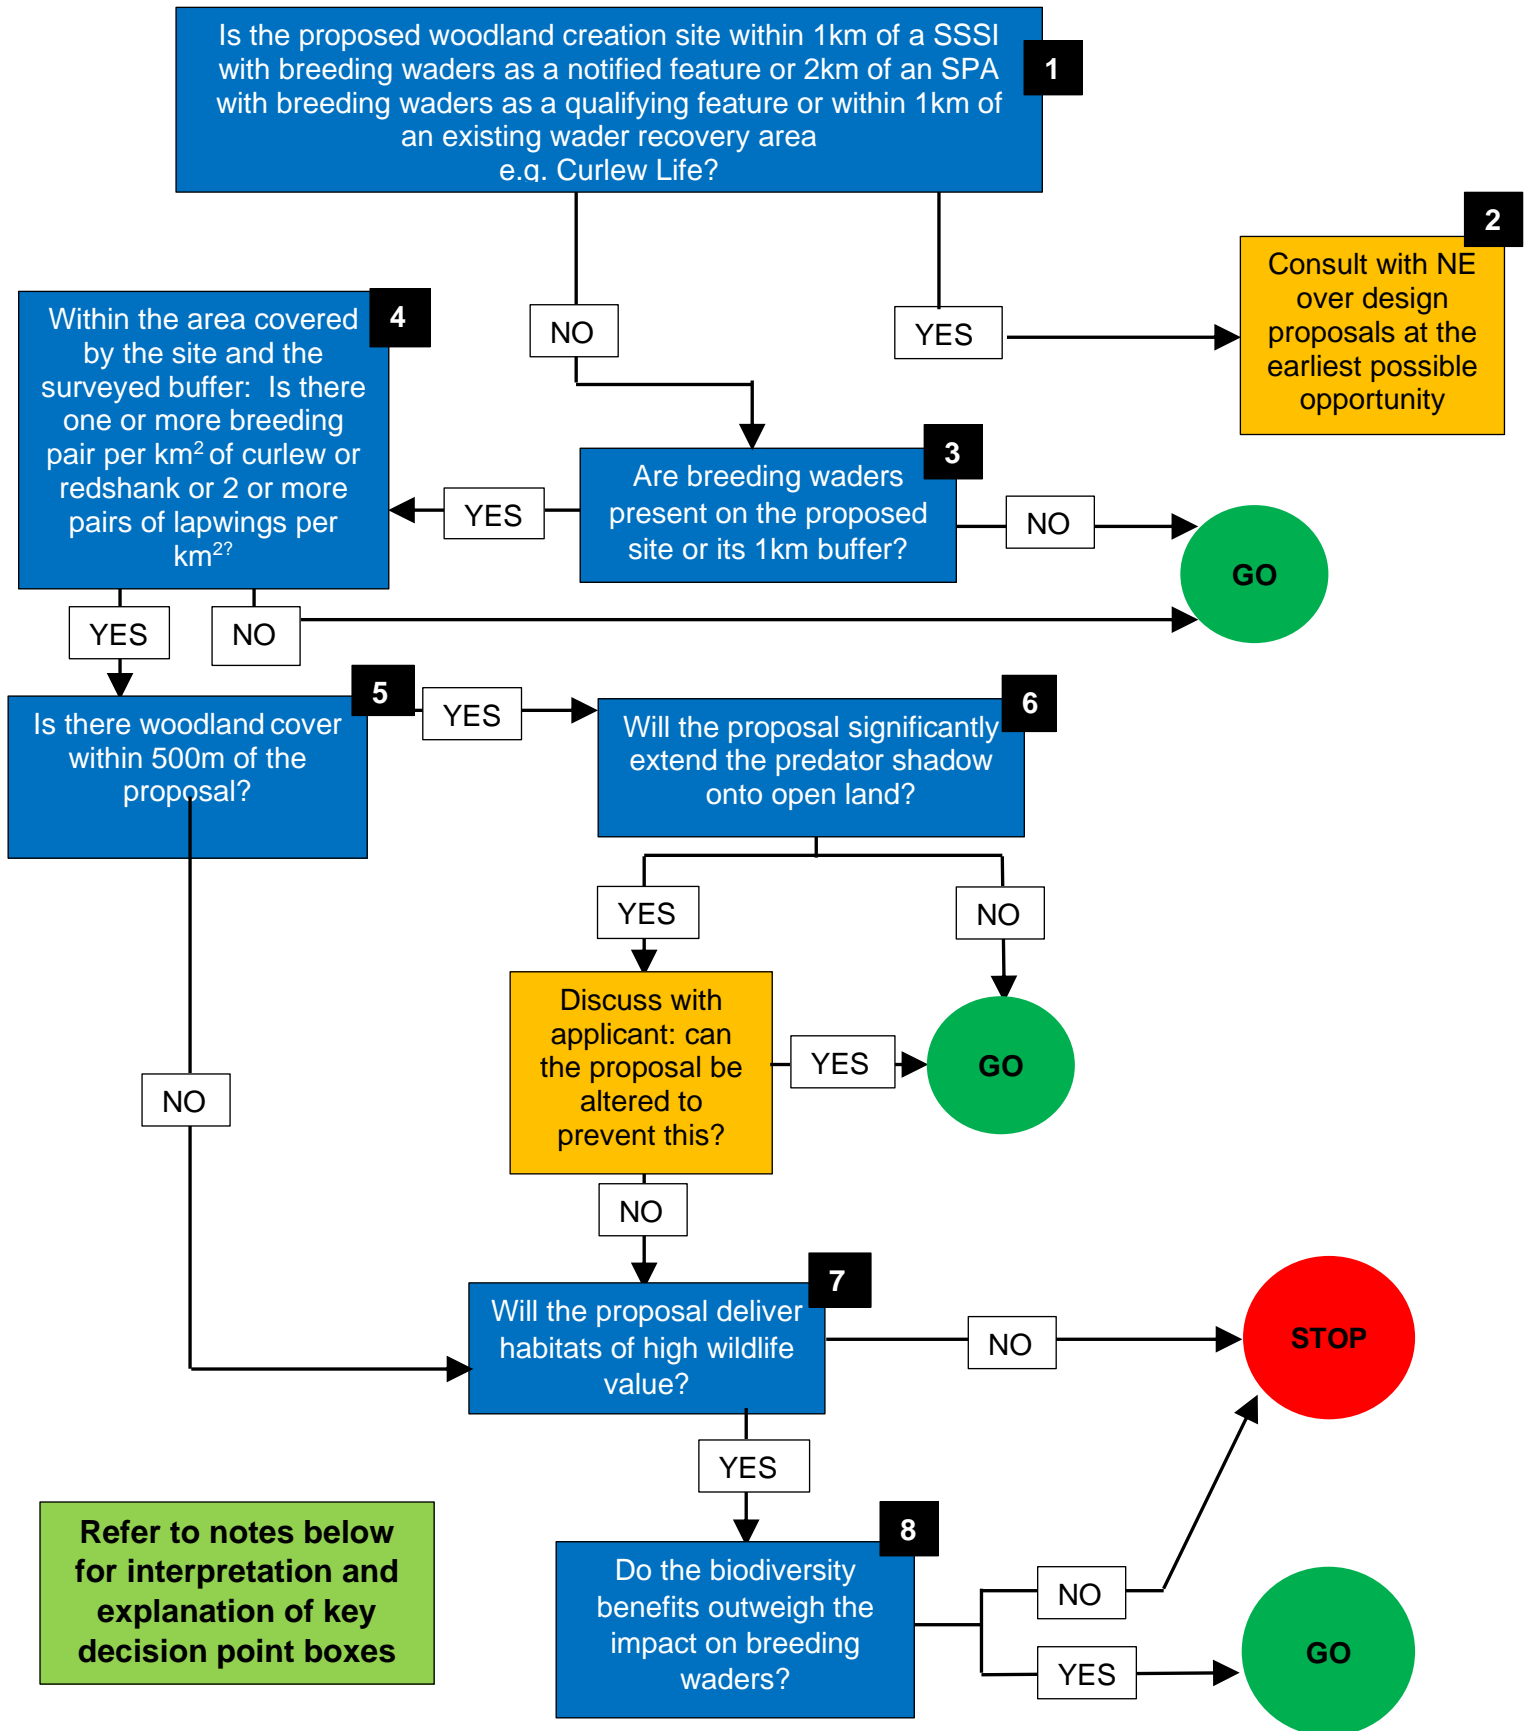 Is the proposed woodland creation site within 1km of a SSSI
with breeding waders as a notified feature or 2km of an SPA
with breeding waders as a qualifying feature or within 1km of
an existing wader recovery area
e.g. Curlew Life?
1
2
Consult with NE
over design
proposals at the
earliest possible
opportunity
NO
YES
4
Within the area covered
by the site and the
surveyed buffer: Is there
one or more breeding
pair per km² of curlew or
redshank or 2 or more
pairs of lapwings per
km²?
3
Are breeding waders
present on the proposed
site or its 1km buffer?
YES
NO
GO
YES
NO
5
Is there woodland cover
within 500m of the
proposal?
YES
6
Will the proposal significantly
extend the predator shadow
onto open land?
YES
NO
Discuss with
applicant: can
the proposal be
altered to
prevent this?
YES
GO
NO
NO
7
Will the proposal deliver
habitats of high wildlife
value?
NO
STOP
YES
8
Do the biodiversity
benefits outweigh the
impact on breeding
waders?
NO
YES
GO
Refer to notes below
for interpretation and
explanation of key
decision point boxes